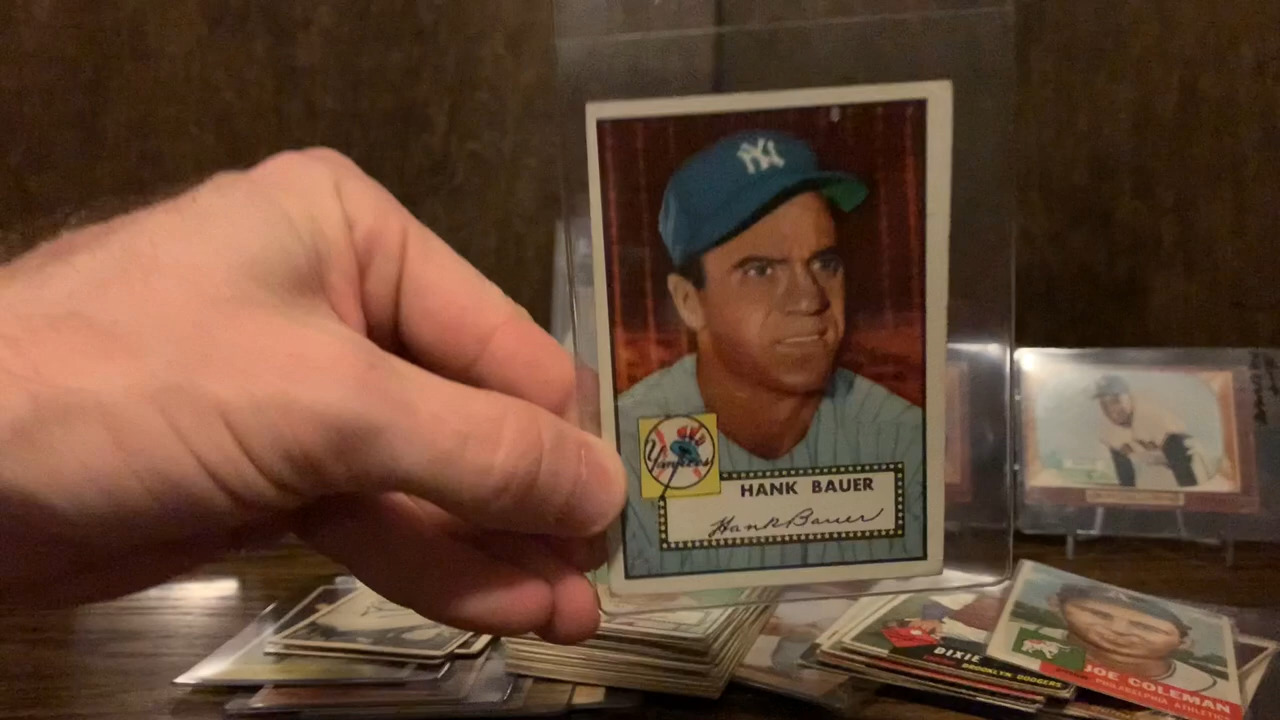 NY
Yankees
HANK BAUER
Hank Bauer
DIXIE
BROOKLYN DODGERS
JOE COLEMAN
PHILADELPHIA ATHLETICS